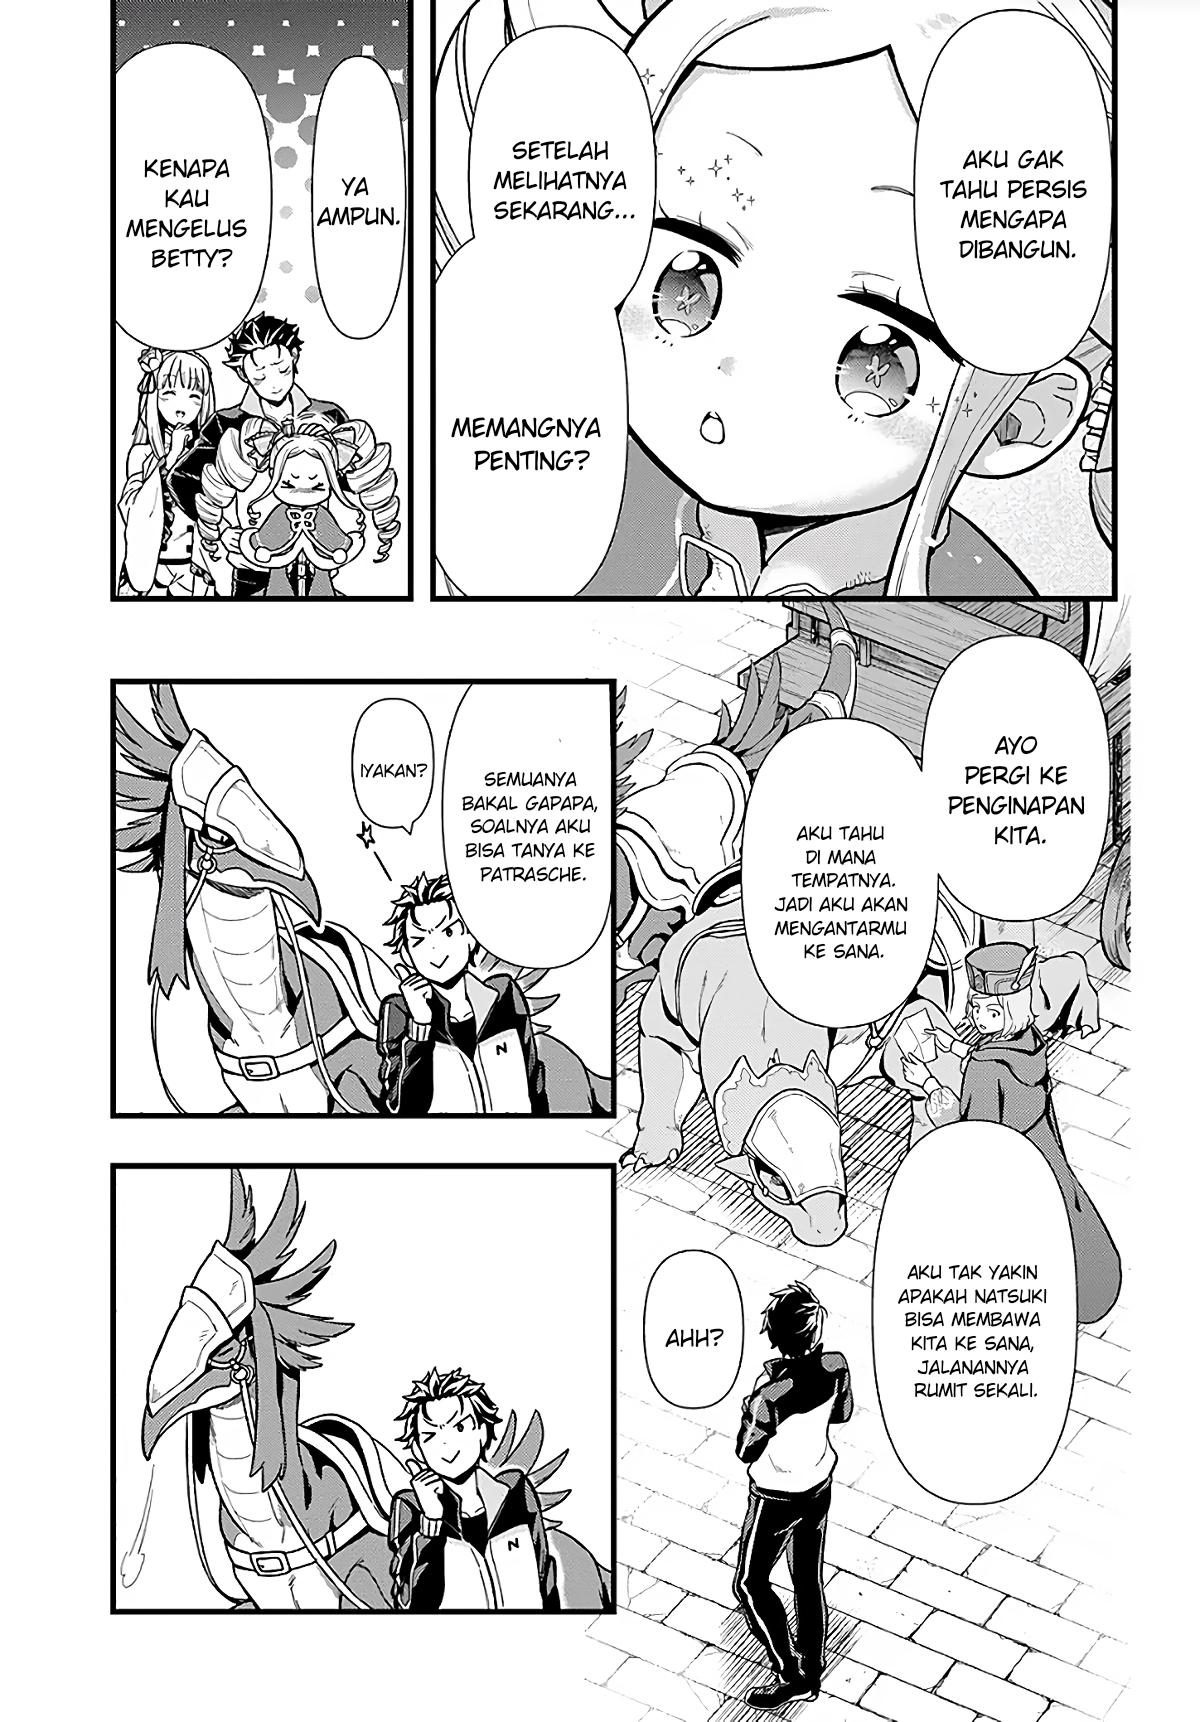 AKU GAK
TAHU PERSIS
MENGAPA
DIBANGUN.
SETELAH
MELIHATNYA
SEKARANG...
MEMANGNYA
PENTING?
YA
AMPUN.
KENAPA
KAU
MENGELUS
BETTY?
AYO
PERGI KE
PENGINAPAN
KITA.
AKU TAHU
DI MANA
TEMPATNYA.
JADI AKU AKAN
MENGANTARMU
KE SANA.
AKU TAK YAKIN
APAKAH NATSUKI
BISA MEMBAWA
KITA KE SANA,
JALANANNYA
RUMIT SEKALI.
AHH?
SEMUANYA
BAKAL GAPAPA,
SOALNYA AKU
BISA TANYA KE
PATRASCHE.
IYAKAN?
N
N